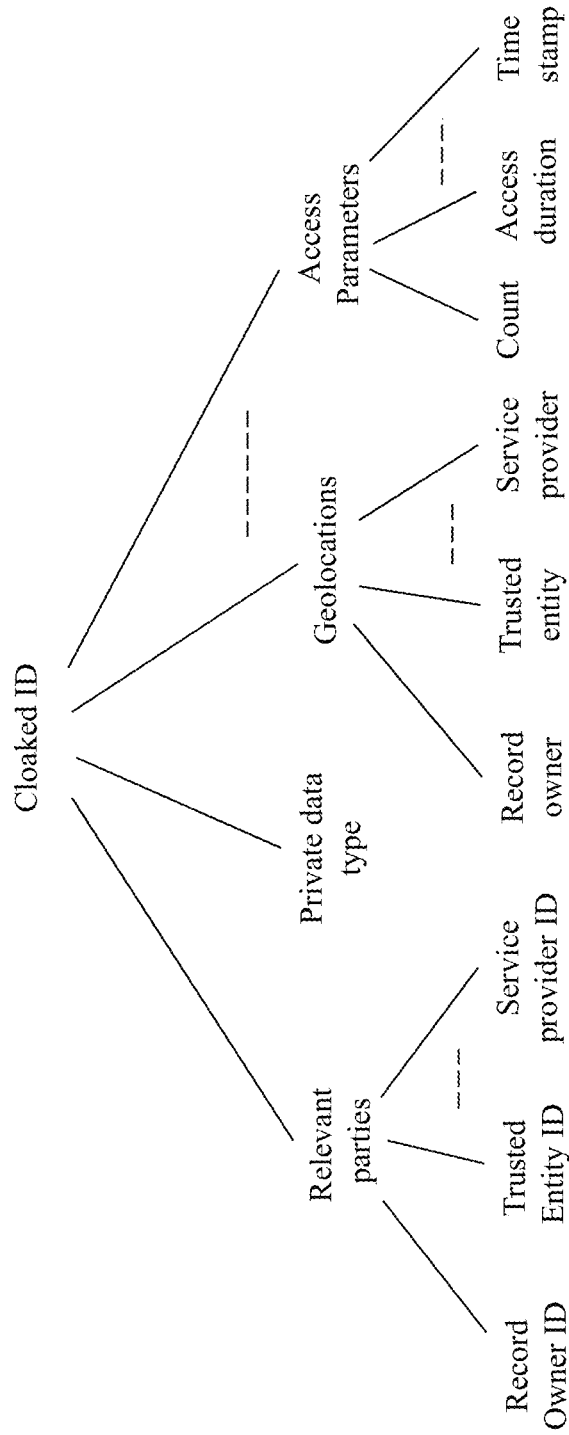 Cloaked ID
Relevant
parties
Private data
type
Geolocations
Access
Parameters
Record
Owner ID
Trusted
Entity ID
Service
provider ID
Record
owner
Trusted
entity
Service
provider
Count
Access
duration
Time
stamp